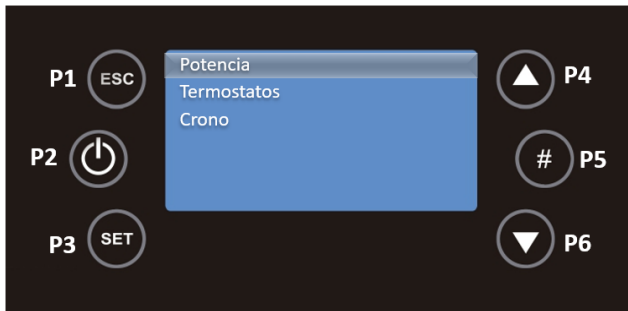 P1 ESC
Potencia
P4
Termostatos
Crono
P2
# P5
P3 SET
P6